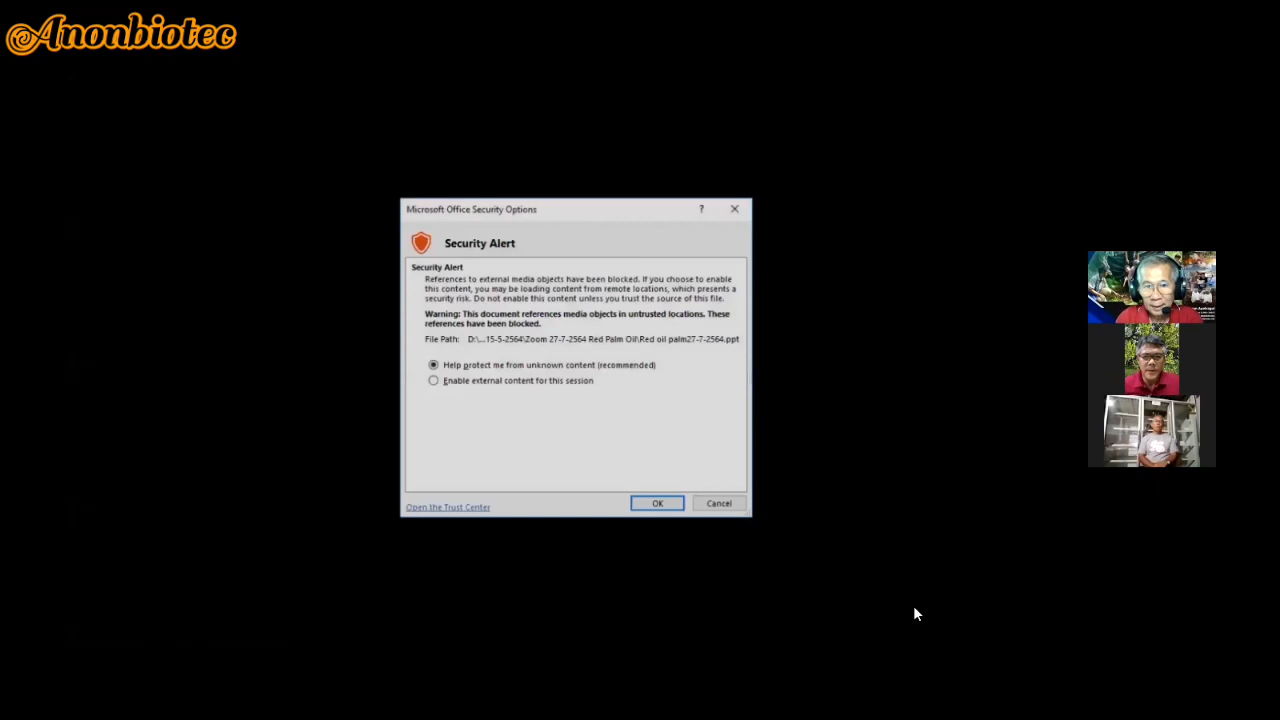 Anonbiotec
Microsoft Office Security Options
?
Security Alert
Security Alert
References to external media objects have been blocked. If you choose to enable
this content, you may be loading content from remote locations, which presents a
security risk. Do not enable this content unless you trust the source of this file.
Warning: This document references media objects in untrusted locations. These
references have been blocked.
File Path: D:\...15-5-2564\Zoom 27-7-2564 Red Palm Oil\Red oil palm27-7-2564.ppt
Help protect me from unknown content (recommended)
Enable external content for this session
Open the Trust Center
OK
Cancel